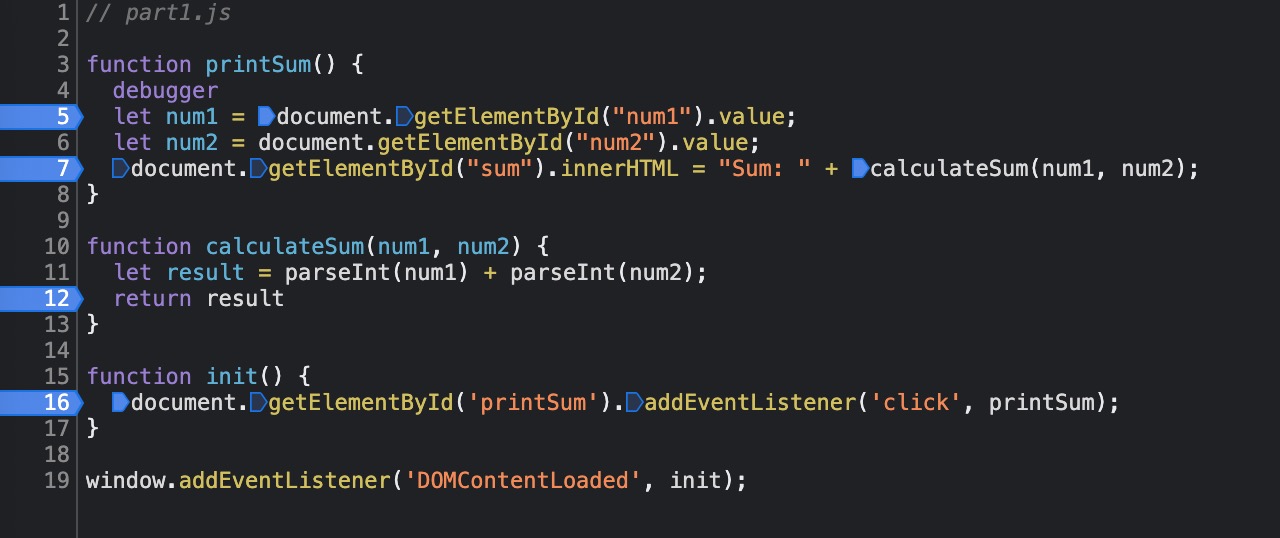 1 // part1.js
2
3 function printSum() {
4   debugger
5   let num1 = document.getElementById("num1").value;
6   let num2 = document.getElementById("num2").value;
7   document.getElementById("sum").innerHTML = "Sum: " + calculateSum(num1, num2);
8 }
9
10 function calculateSum(num1, num2) {
11   let result = parseInt(num1) + parseInt(num2);
12   return result
13 }
14
15 function init() {
16   document.getElementById('printSum').addEventListener('click', printSum);
17 }
18
19 window.addEventListener('DOMContentLoaded', init);